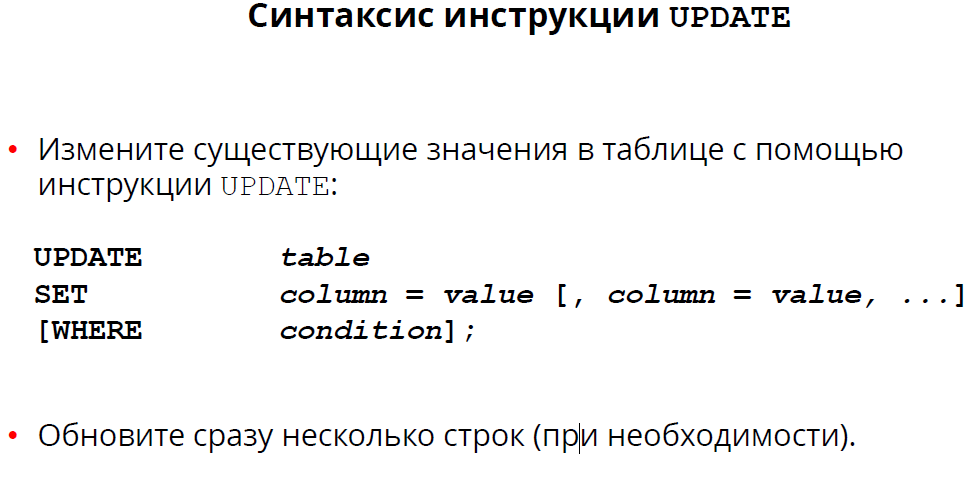 Синтаксис инструкции UPDATE
• Измените существующие значения в таблице с помощью
инструкции UPDATE:
UPDATE table
SET column = value [, column = value, ...]
[WHERE condition];
• Обновите сразу несколько строк (при необходимости).